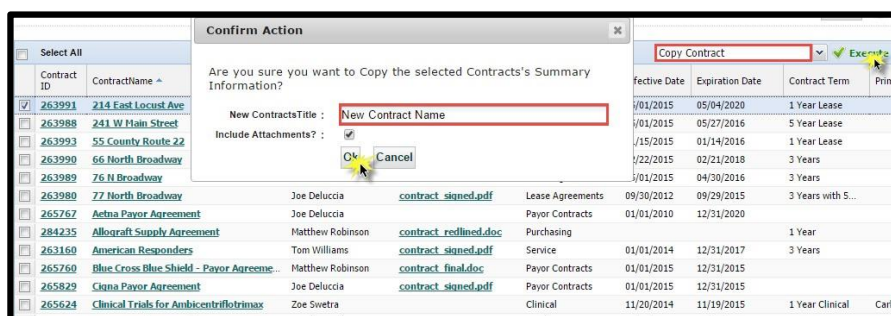 Confirm Action
Select All Copy Contract Execute
Contract ID ContractName Effective Date Expiration Date Contract Term
Are you sure you want to Copy the selected Contracts's Summary
Information?
New ContractsTitle : New Contract Name
Include Attachments? :
Ok Cancel
263991 214 East Locust Ave /01/2015 05/04/2020 1 Year Lease
263988 241 W Main Street /01/2015 05/27/2016 5 Year Lease
263993 55 County Route 22 /15/2015 01/14/2016 1 Year Lease
263990 66 North Broadway /22/2015 02/21/2018 3 Years
263989 76 N Broadway /01/2015 04/30/2016 3 Years
263980 77 North Broadway Joe Deluccia contract_signed.pdf Lease Agreements 09/30/2012 09/29/2015 3 Years with 5...
265767 Aetna Payor Agreement Joe Deluccia Payor Contracts 01/01/2010 12/31/2020
284235 Allograft Supply Agreement Matthew Robinson contract_redlined.doc Purchasing 1 Year
263160 American Responders Tom Williams contract_signed.pdf Service 01/01/2014 12/31/2017 3 Years
265760 Blue Cross Blue Shield - Payor Agreeme... Matthew Robinson contract_final.doc Payor Contracts 01/01/2015 12/31/2015
265829 Cigna Payor Agreement Joe Deluccia contract_signed.pdf Payor Contracts 01/01/2015 12/31/2015
265624 Clinical Trials for Ambicentriflotrimax Zoe Swetra Clinical 11/20/2014 11/19/2015 1 Year Clinical